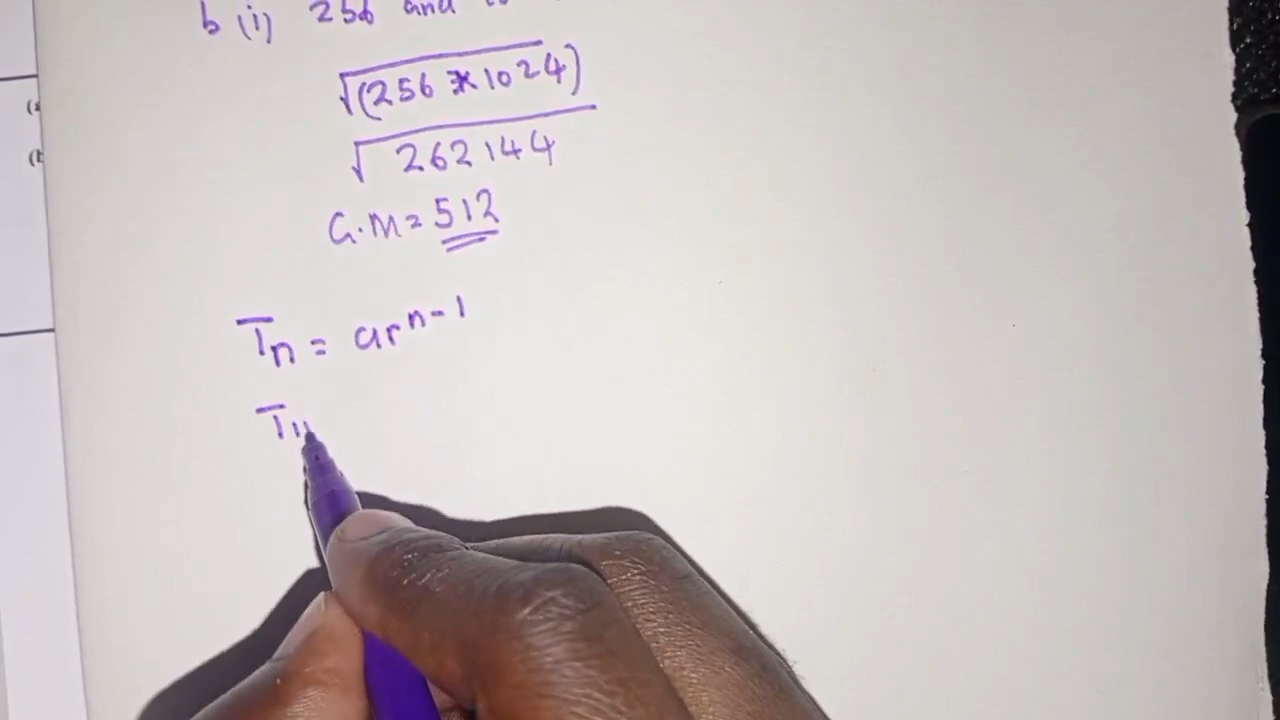 b (i) 256 and
√(256 * 1024)
√262144
G.M = 512
Tn = ar^n-1
T
(b